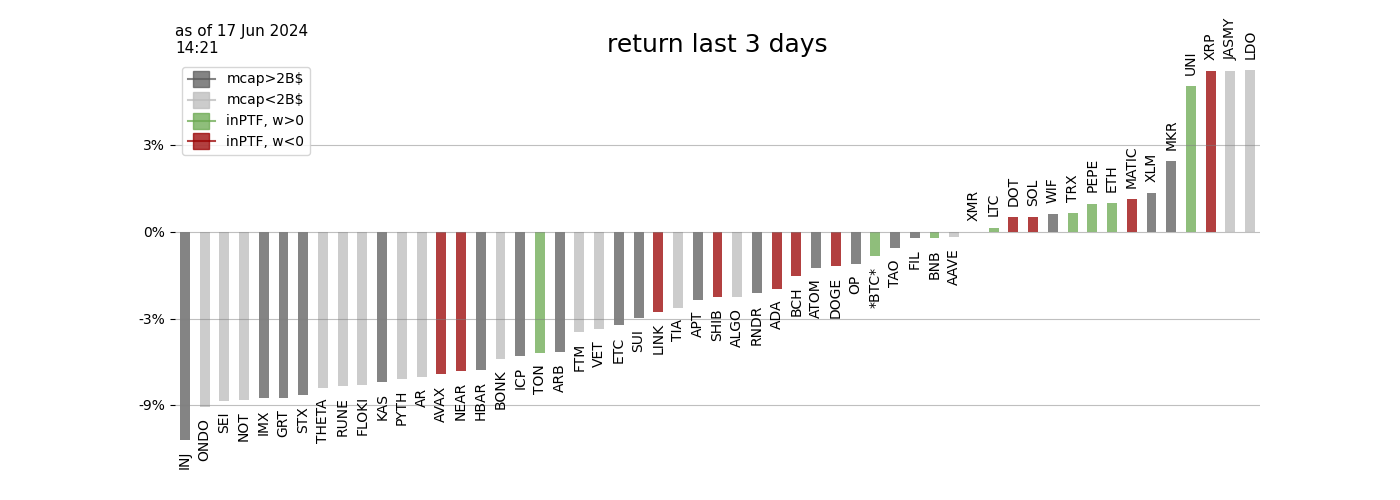 as of 17 Jun 2024
14:21
return last 3 days
mcap>2B$
mcap<2B$
inPTF, w>0
inPTF, w<0
3%
0%
-3%
-9%
INJ
ONDO
SEI
NOT
IMX
GRT
STX
THETA
RUNE
FLOKI
KAS
PYTH
AR
AVAX
NEAR
HBAR
BONK
ICP
TON
ARB
FTM
VET
ETC
SUI
LINK
TIA
APT
SHIB
ALGO
RNDR
ADA
BCH
ATOM
DOGE
OP
*BTC*
TAO
FIL
BNB
AAVE
XMR
LTC
DOT
SOL
WIF
TRX
PEPE
ETH
MATIC
XLM
MKR
UNI
XRP
JASMY
LDO